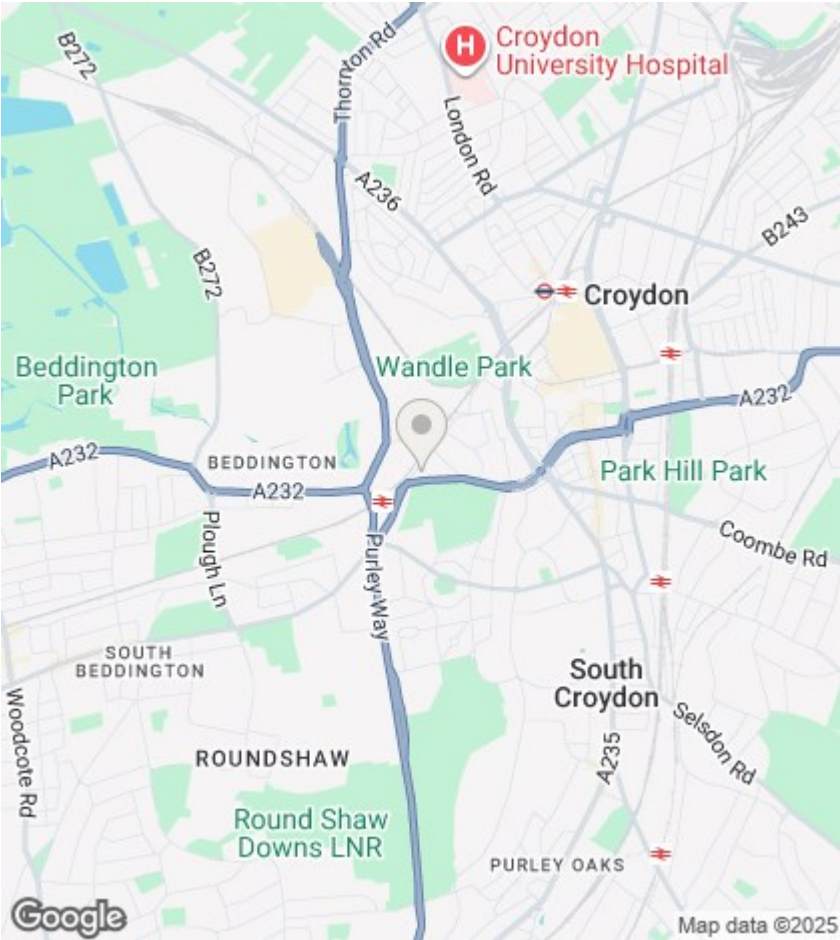 B272
Thornton Rd
H
Croydon
University Hospital
London Rd
A236
B243
B272
Croydon
Beddington
Park
Wandle Park
A232
A232
BEDDINGTON
A232
Park Hill Park
Plough Ln
Purley Way
Coombe Rd
SOUTH
BEDDINGTON
South
Croydon
Woodcote Rd
Selsdon Rd
ROUNDSHAW
A235
Round Shaw
Downs LNR
PURLEY OAKS
Google
Map data ©2025